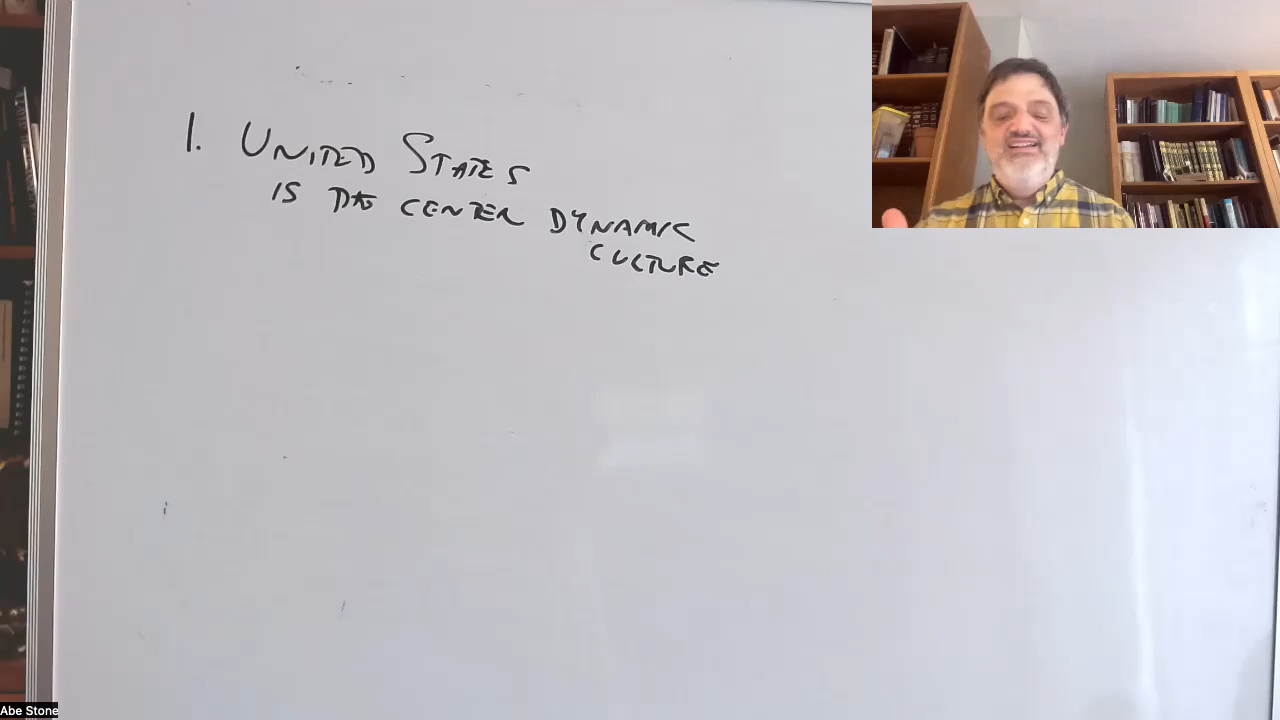 1. UNITED STATES
IS THE CENTER DYNAMIC
CULTURE
Abe Stone